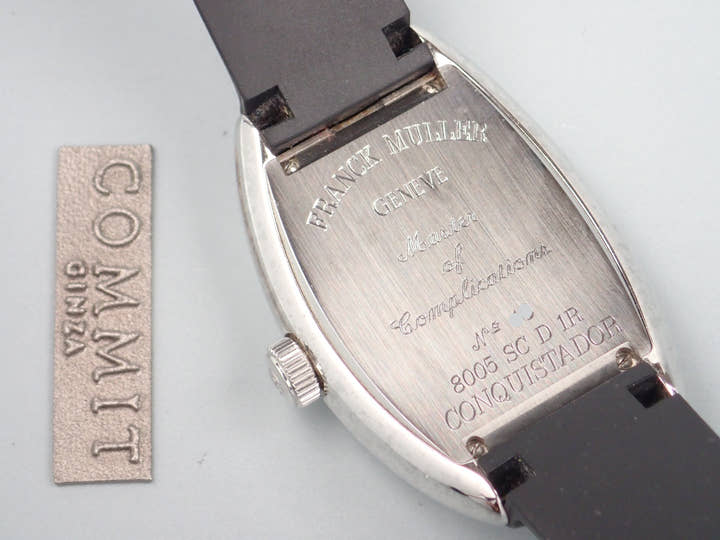 COMMIT
GINZA
FRANCK MULLER
GENEVE
Master
of
Complications
No
8005 SC D 1R
CONQUISTADOR